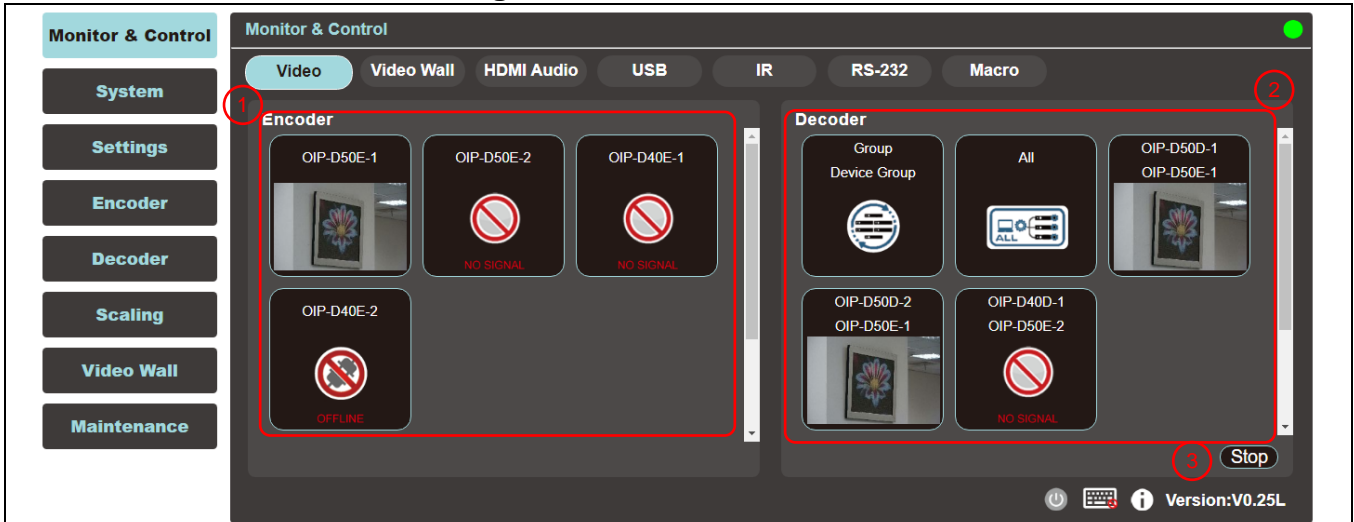 Monitor & Control
System
Settings
Encoder
Decoder
Scaling
Video Wall
Maintenance
Monitor & Control
Video Video Wall HDMI Audio USB IR RS-232 Macro
1
2
Encoder
OIP-D50E-1 OIP-D50E-2 OIP-D40E-1
NO SIGNAL NO SIGNAL
OIP-D40E-2
OFFLINE
Decoder
Group
Device Group
All
ALL
OIP-D50D-1
OIP-D50E-1
OIP-D50D-2
OIP-D50E-1
OIP-D40D-1
OIP-D50E-2
NO SIGNAL
3
Stop
Version:V0.25L